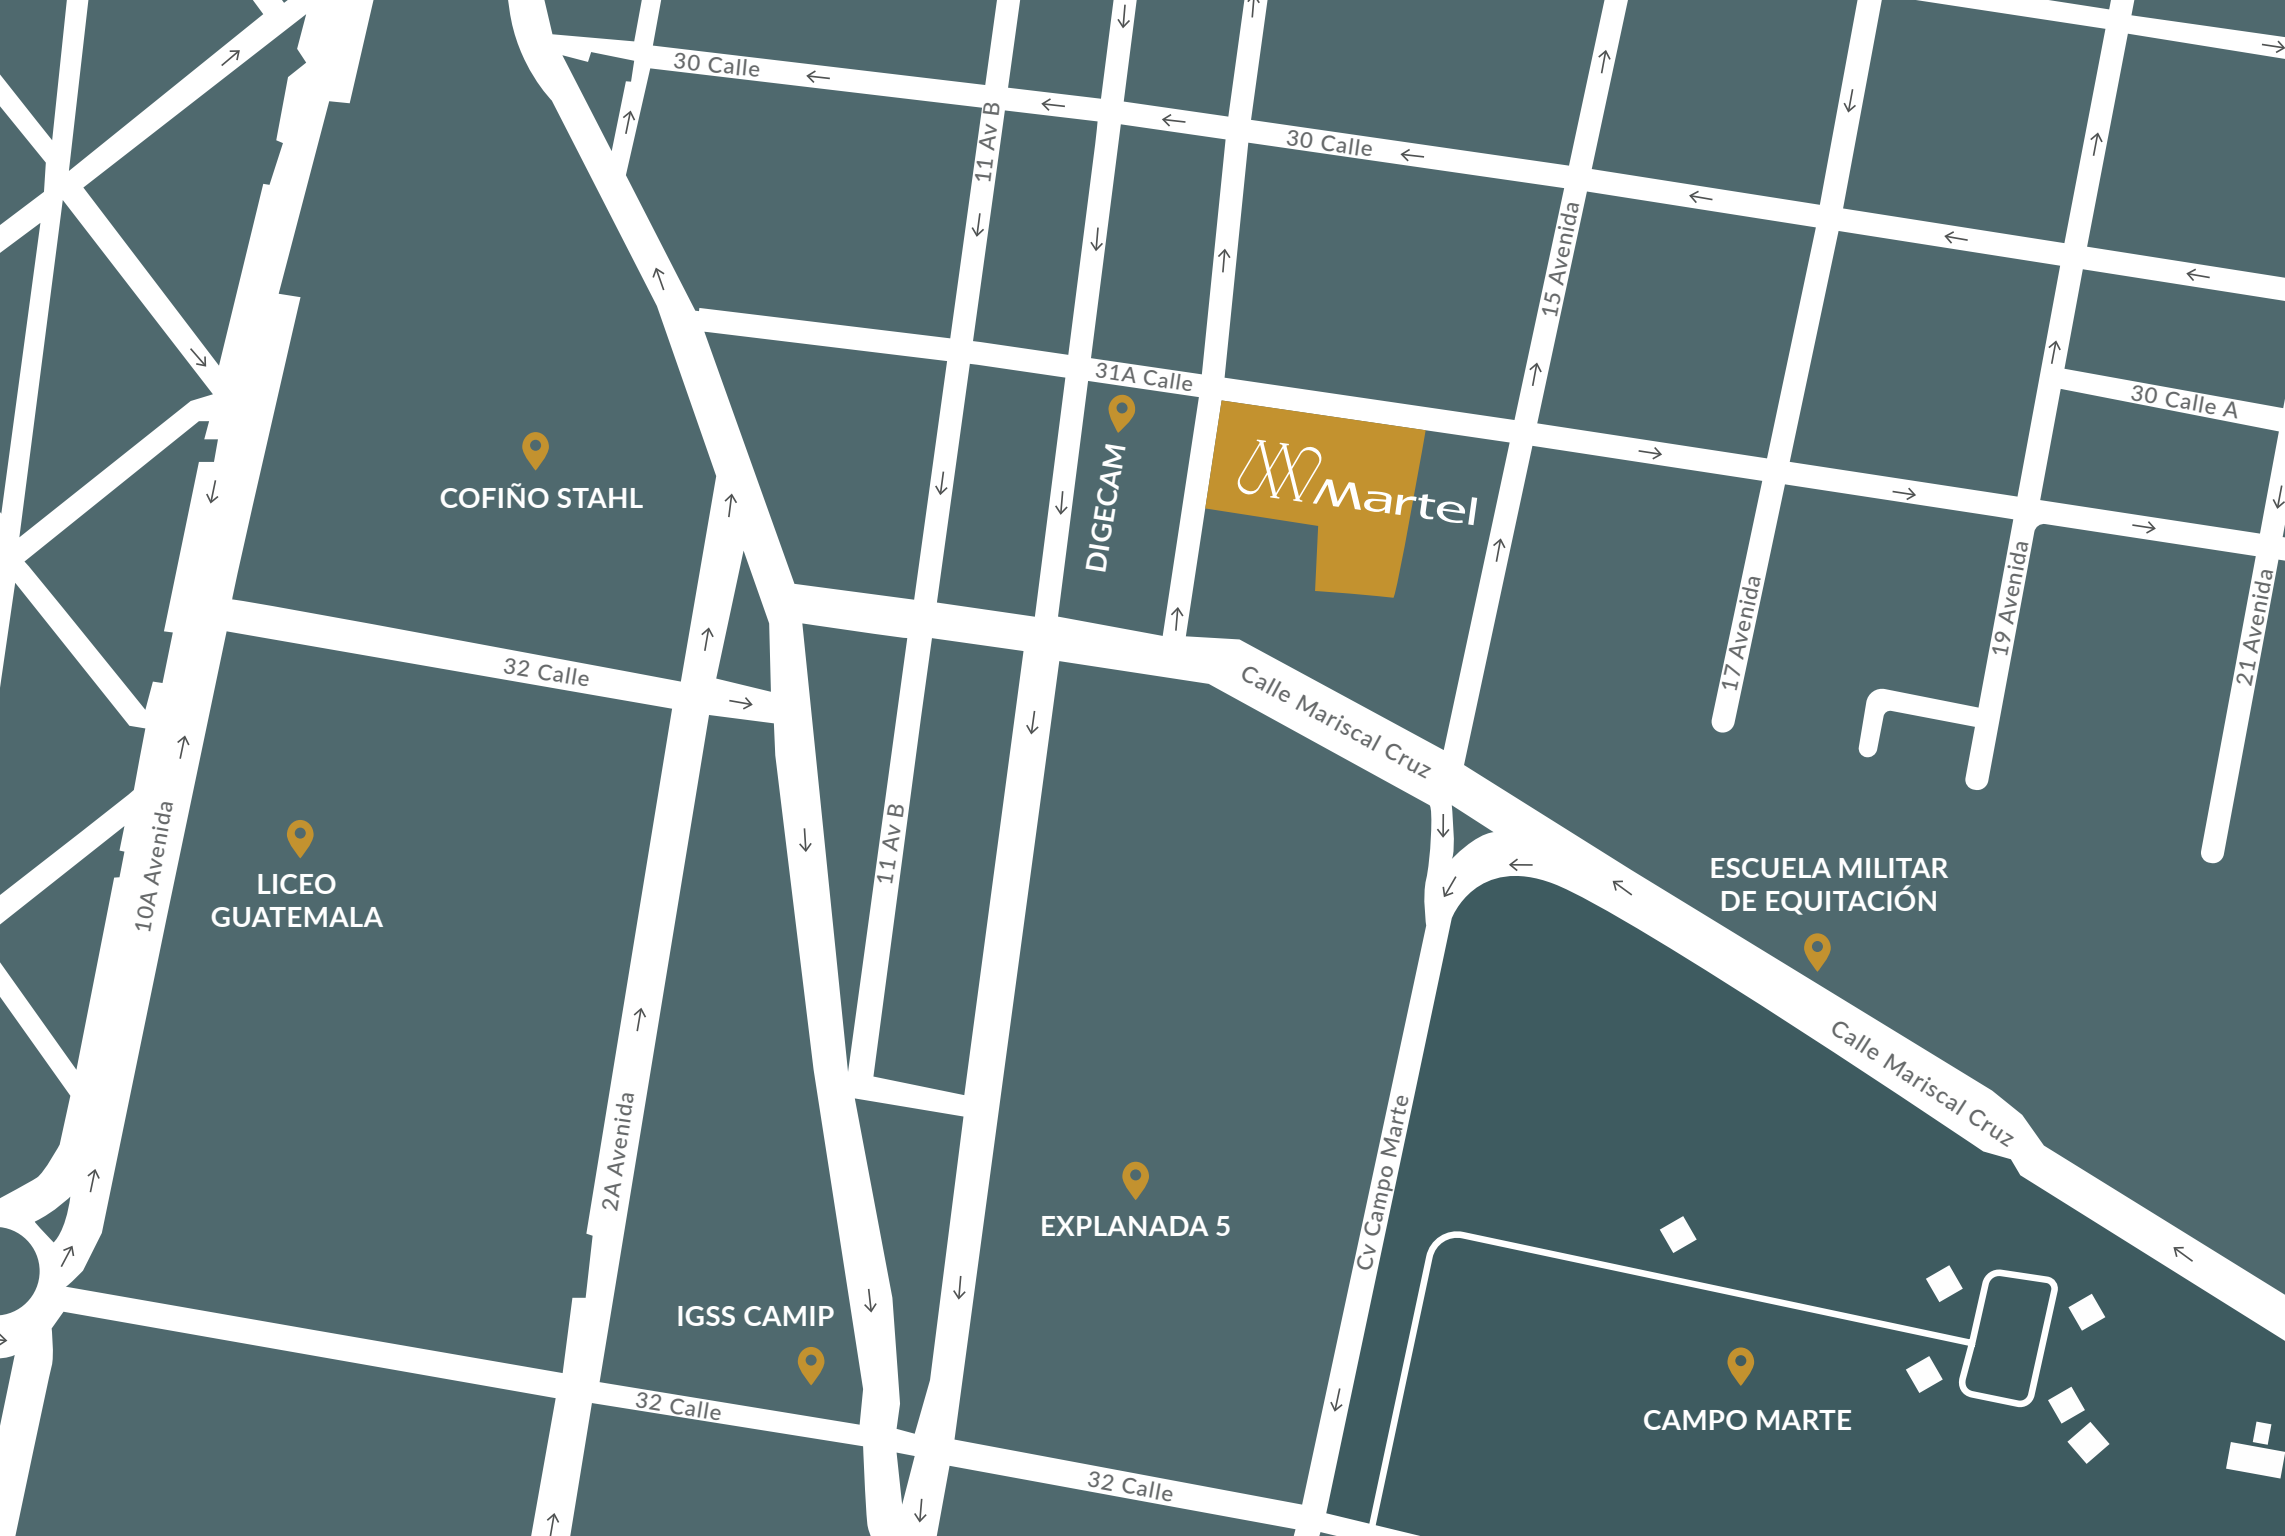 30 Calle
11 Av B
30 Calle
15 Avenida
31A Calle
30 Calle A
DIGECAM
Martel
COFIÑO STAHL
17 Avenida
19 Avenida
21 Avenida
32 Calle
Calle Mariscal Cruz
10A Avenida
LICEO
GUATEMALA
11 Av B
ESCUELA MILITAR
DE EQUITACIÓN
Calle Mariscal Cruz
2A Avenida
Cv Campo Marte
EXPLANADA 5
IGSS CAMIP
32 Calle
CAMPO MARTE
32 Calle